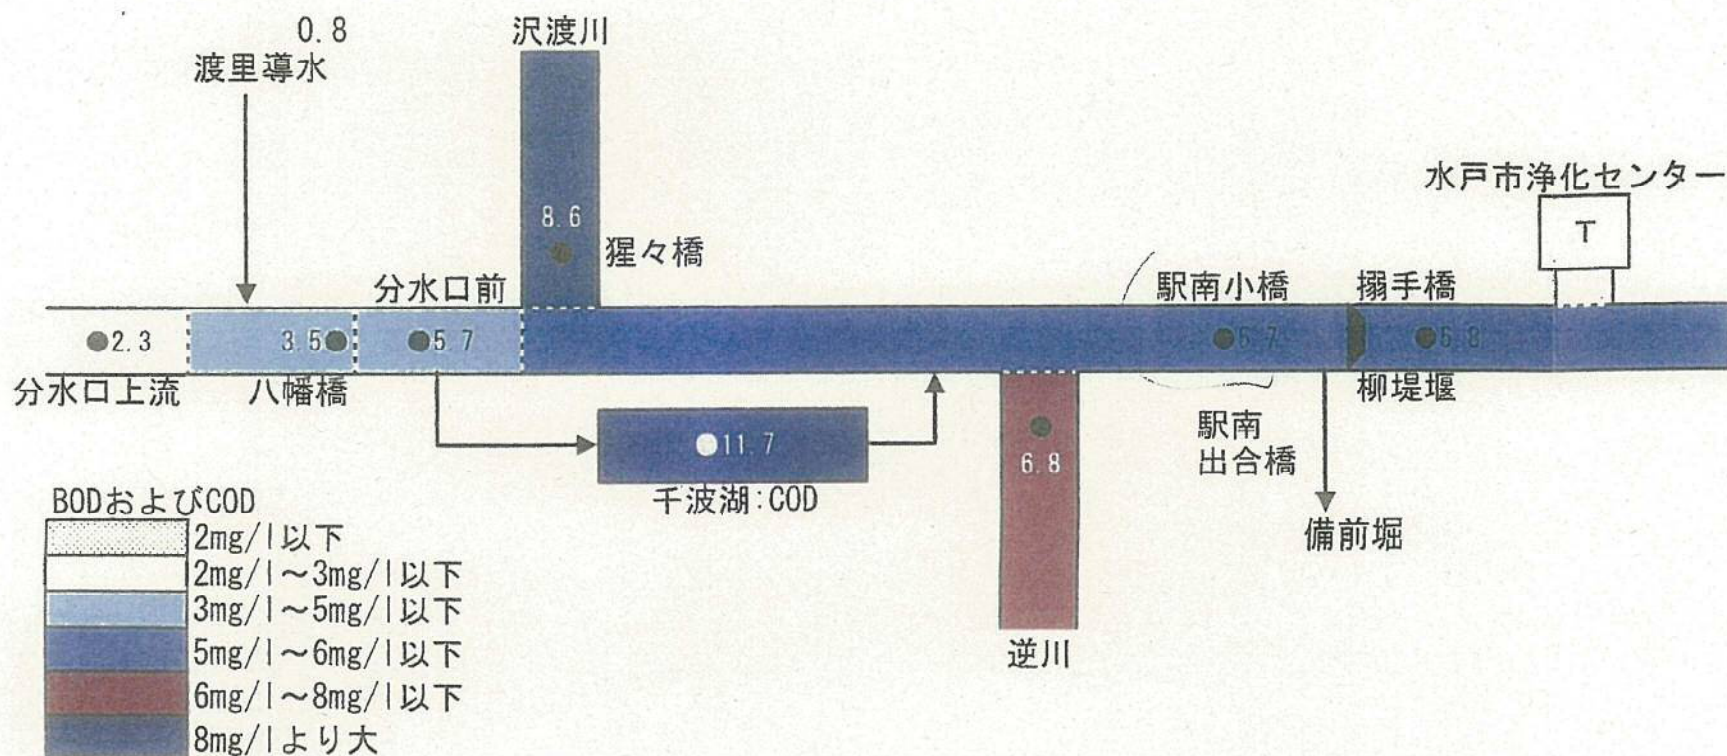 0.8
沢渡川
渡里導水
水戸市浄化センター
T
8.6
猩々橋
分水口前
駅南小橋
搦手橋
2.3
3.5
5.7
5.8
分水口上流
八幡橋
柳堤堰
11.7
6.8
駅南
出合橋
千波湖:COD
備前堀
逆川
BODおよびCOD
2mg/l以下
2mg/l～3mg/l以下
3mg/l～5mg/l以下
5mg/l～6mg/l以下
6mg/l～8mg/l以下
8mg/lより大